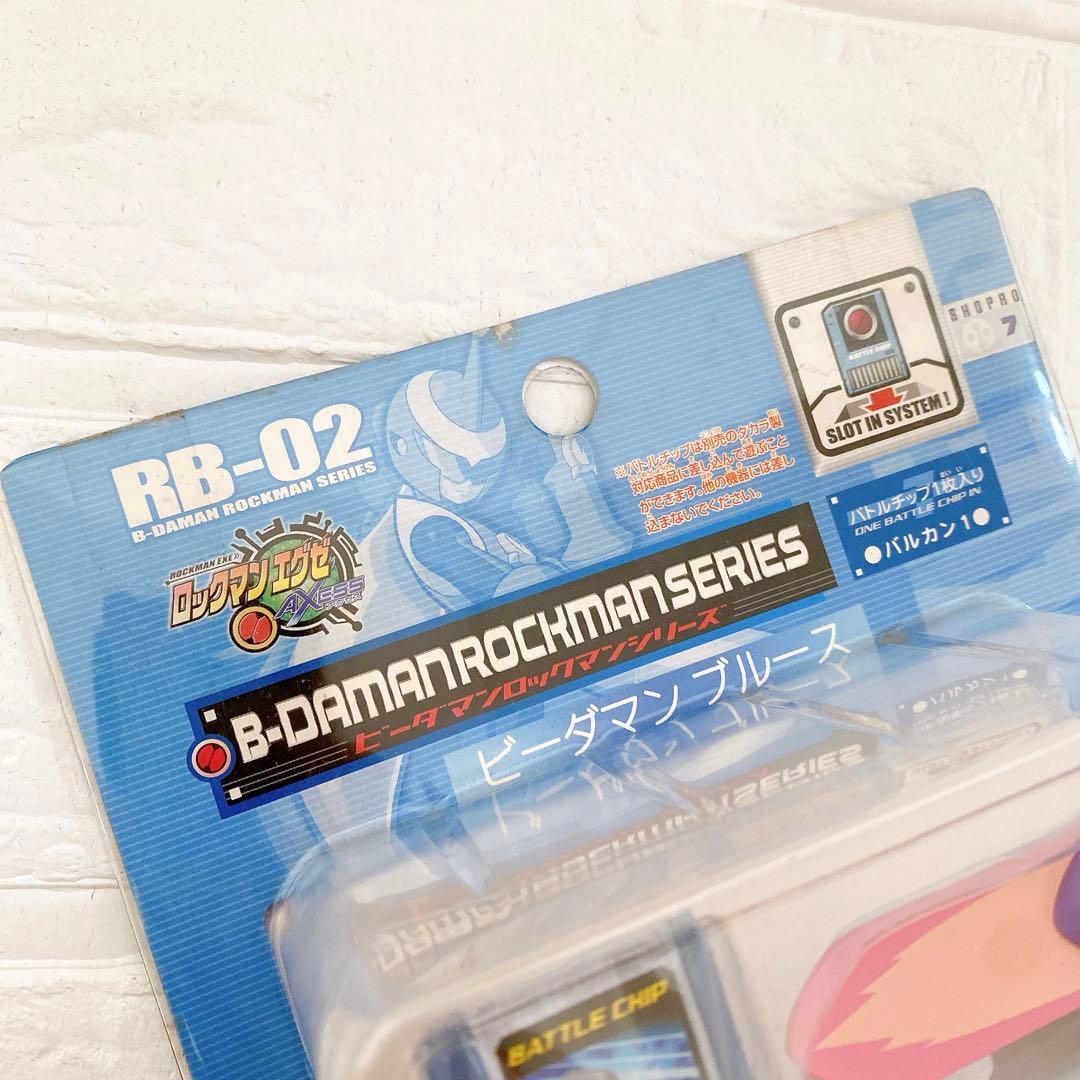 RB-02
B-DAMAN ROCKMAN SERIES
ROCKMAN EXE
ロックマンエグゼ
AXESS
アクセス
※バトルチップは別売のタカラ製
対応商品に差し込んで遊ぶこと
ができます。他の機器には差し
込まないでください。
BATTLE CHIP
SLOT IN SYSTEM!
SHOPRO
7
バトルチップ1枚入り
ONE BATTLE CHIP IN
●バルカン1●
B-DAMAN ROCKMAN SERIES
ビーダマンロックマンシリーズ
ビーダマン ブルース
BATTLE CHIP